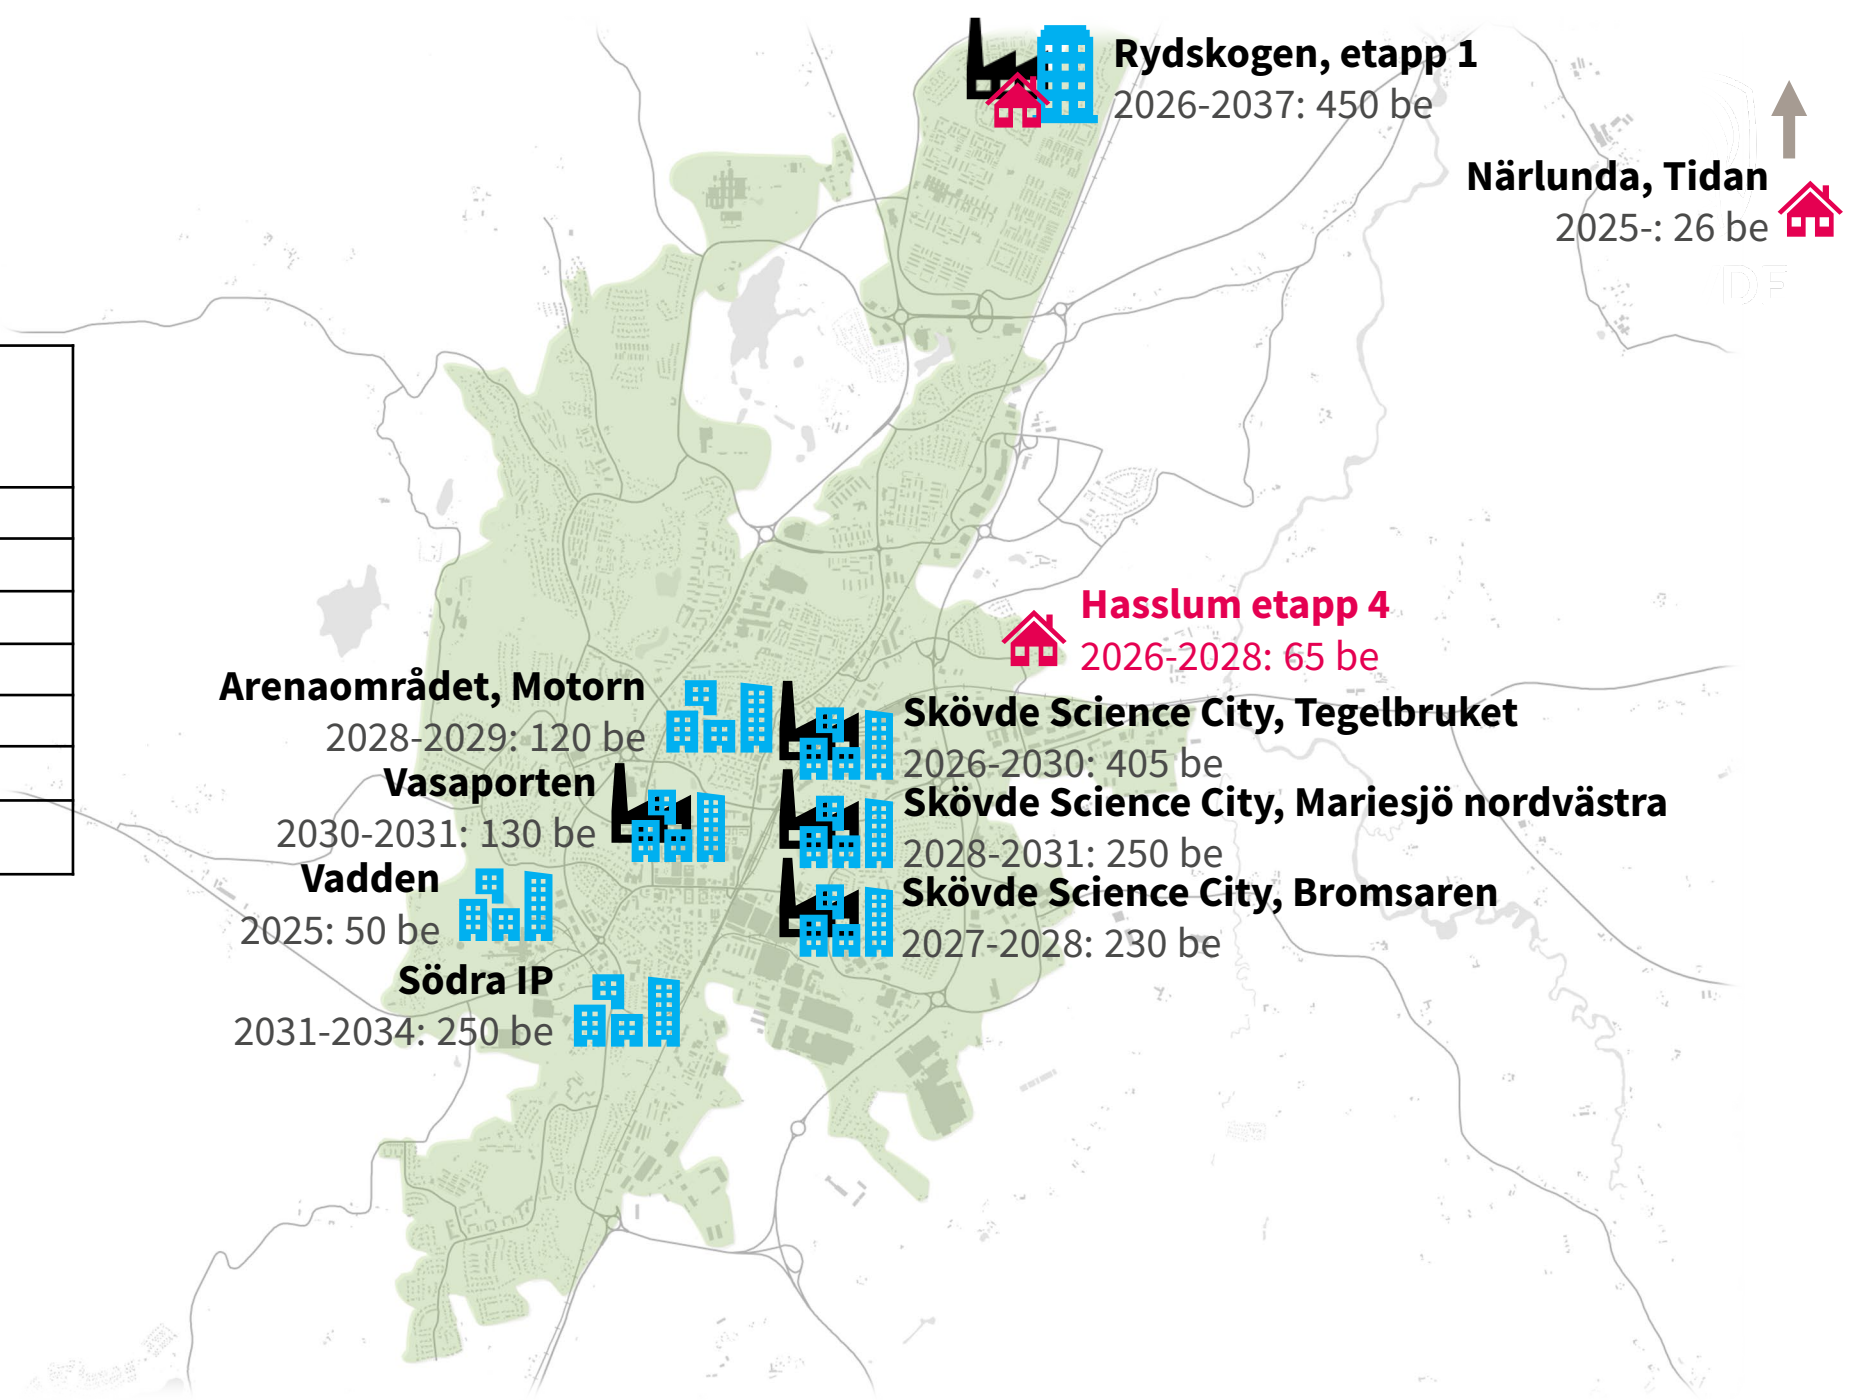 Rydskogen, etapp 1
2026-2037: 450 be
Närlunda, Tidan
2025-: 26 be
Hasslum etapp 4
2026-2028: 65 be
Arenaområdet, Motorn
2028-2029: 120 be
Skövde Science City, Tegelbruket
2026-2030: 405 be
Vasaporten
2030-2031: 130 be
Skövde Science City, Mariesjö nordvästra
2028-2031: 250 be
Vadden
2025: 50 be
Skövde Science City, Bromsaren
2027-2028: 230 be
Södra IP
2031-2034: 250 be